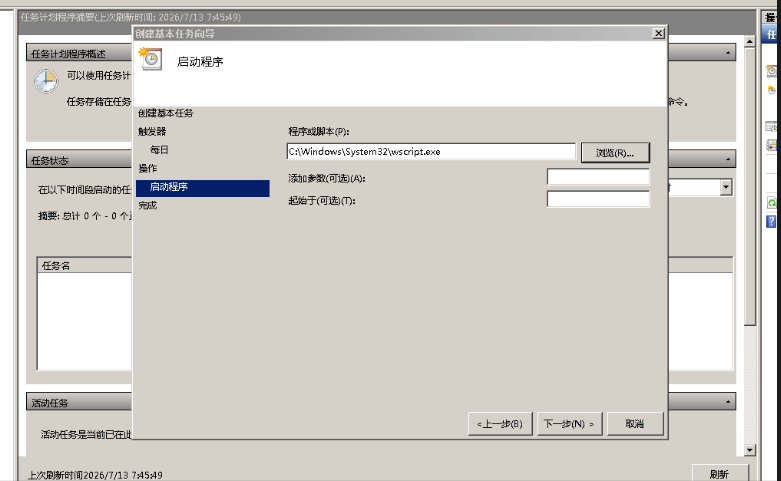 任务计划程序摘要(上次刷新时间: 2026/7/13 7:45:49)
操
创建基本任务向导
任
启动程序
任务计划程序概述
可以使用任务计
任务存储在任务
命令。
创建基本任务
触发器
每日
操作
启动程序
完成
程序或脚本(P):
C:\Windows\System32\wscript.exe
浏览(R)...
添加参数(可选)(A):
起始于(可选)(T):
任务状态
在以下时间段启动的任
摘要: 总计 0 个 - 0 个
任务名
<上一步(B)
下一步(N) >
取消
活动任务
活动任务是当前已在此
上次刷新时间2026/7/13 7:45:49
刷新